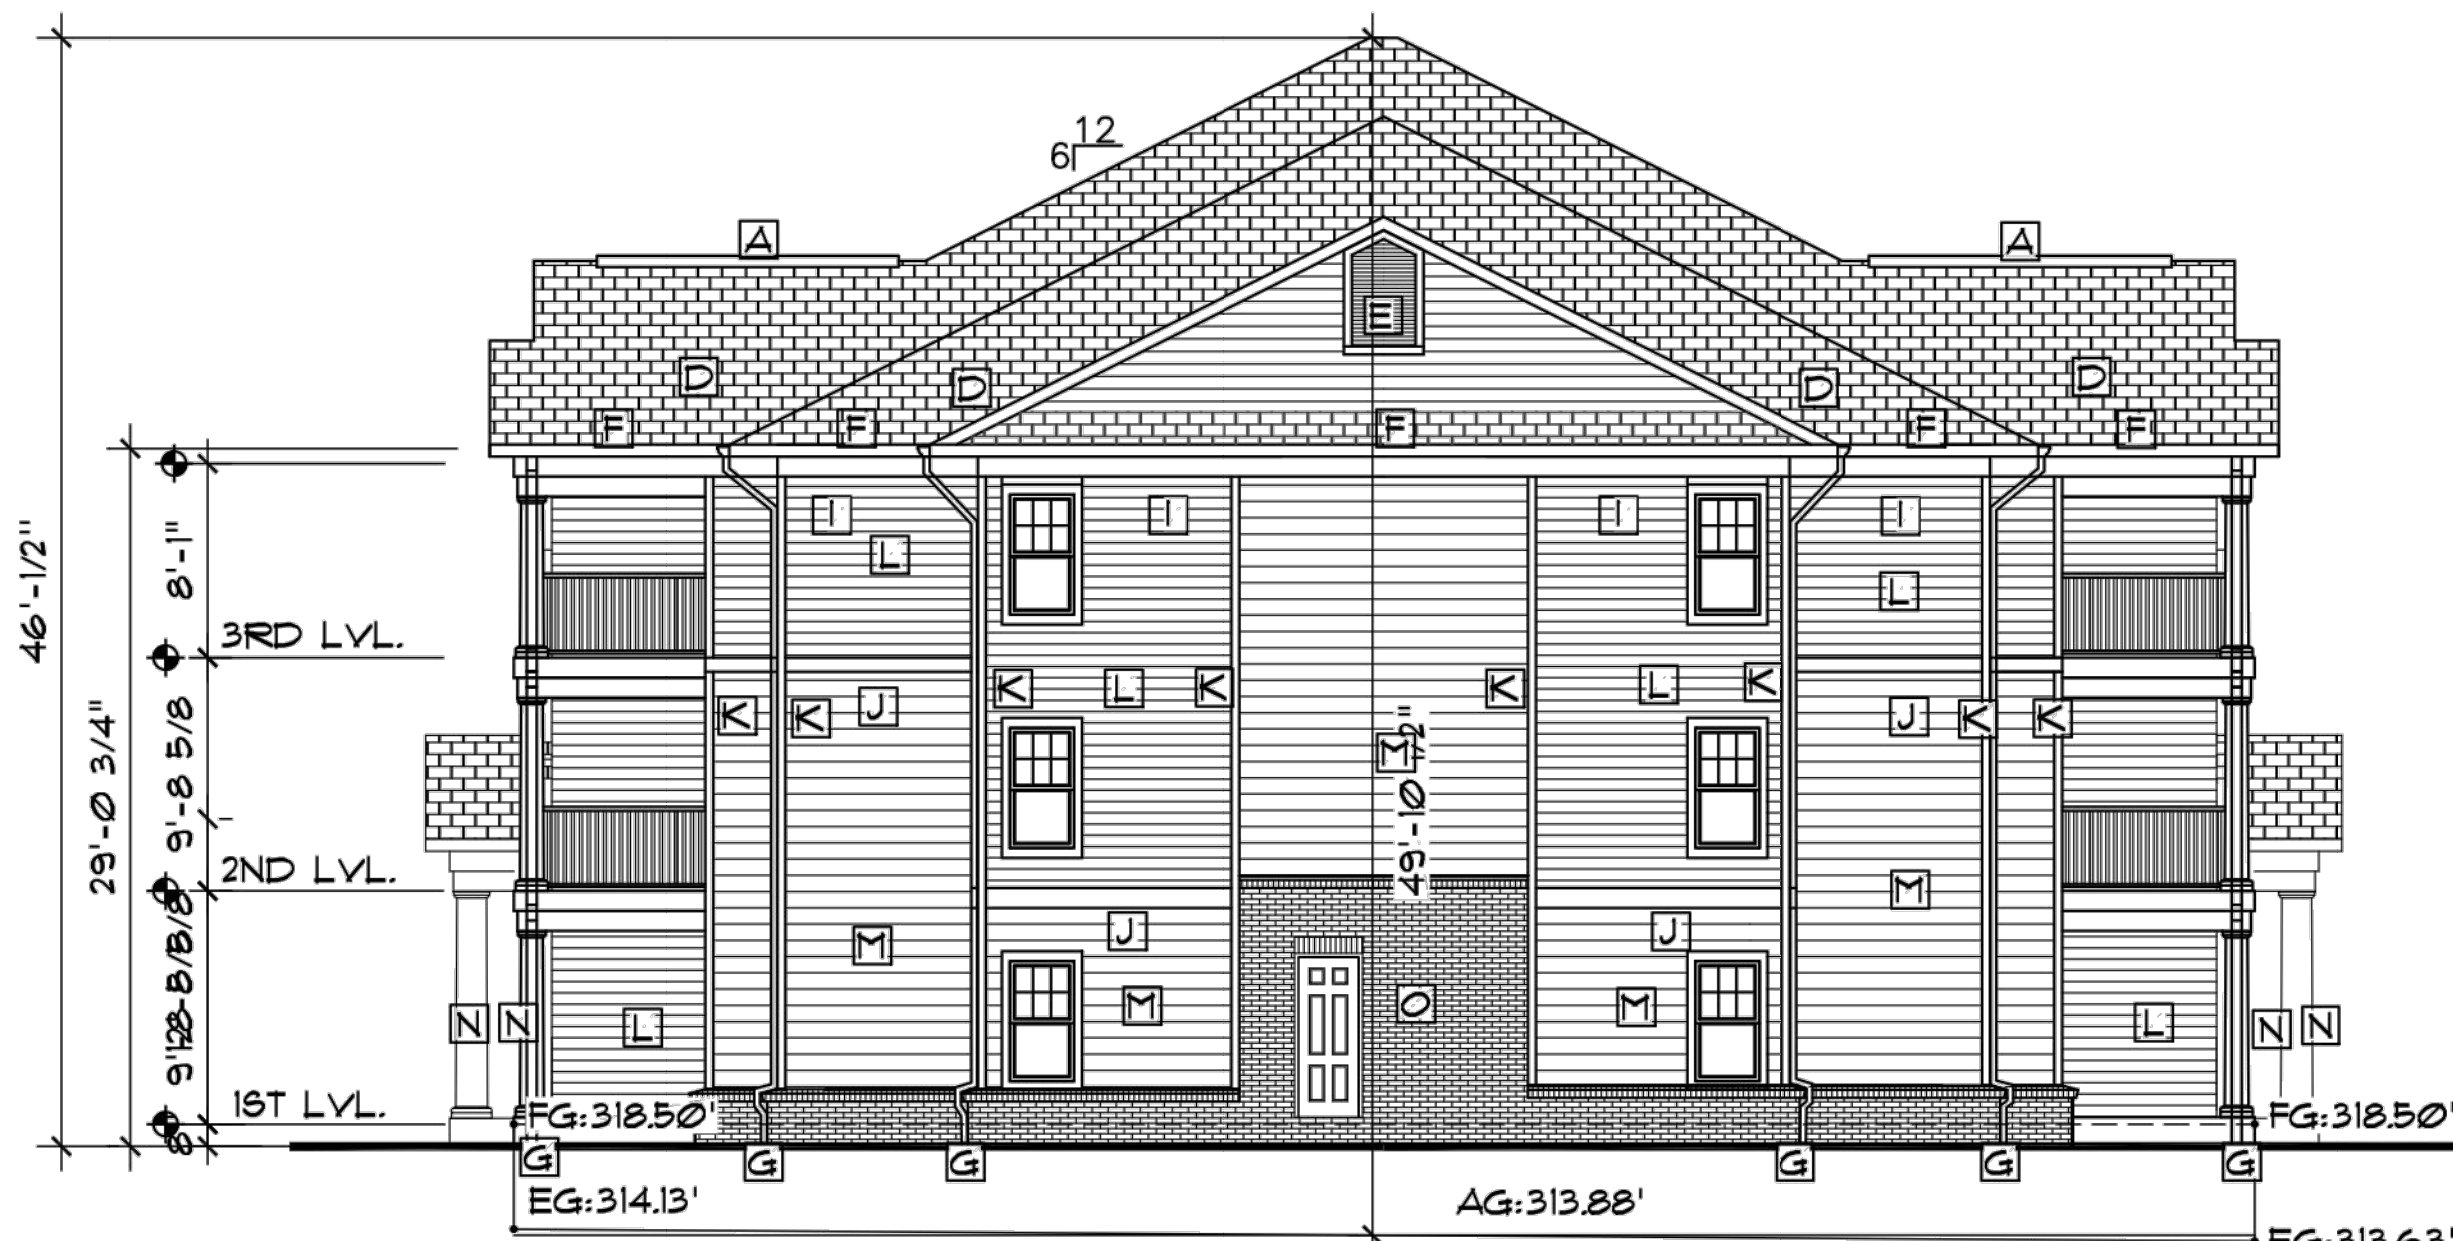 12
6
A
A
E
D
D
D
D
F
F
F
F
F
46'-1/2"
29'-0 3/4"
8'-1"
I
I
I
I
L
L
3RD LVL.
9'-8 5/8
K
K
J
K
L
K
K
L
K
J
K
K
M
49'-10 1/2"
2ND LVL.
M
M
J
J
M
O
M
N
N
L
L
N
N
1ST LVL.
FG:318.50'
FG:318.50'
G
G
G
G
G
G
EG:314.13'
AG:313.88'